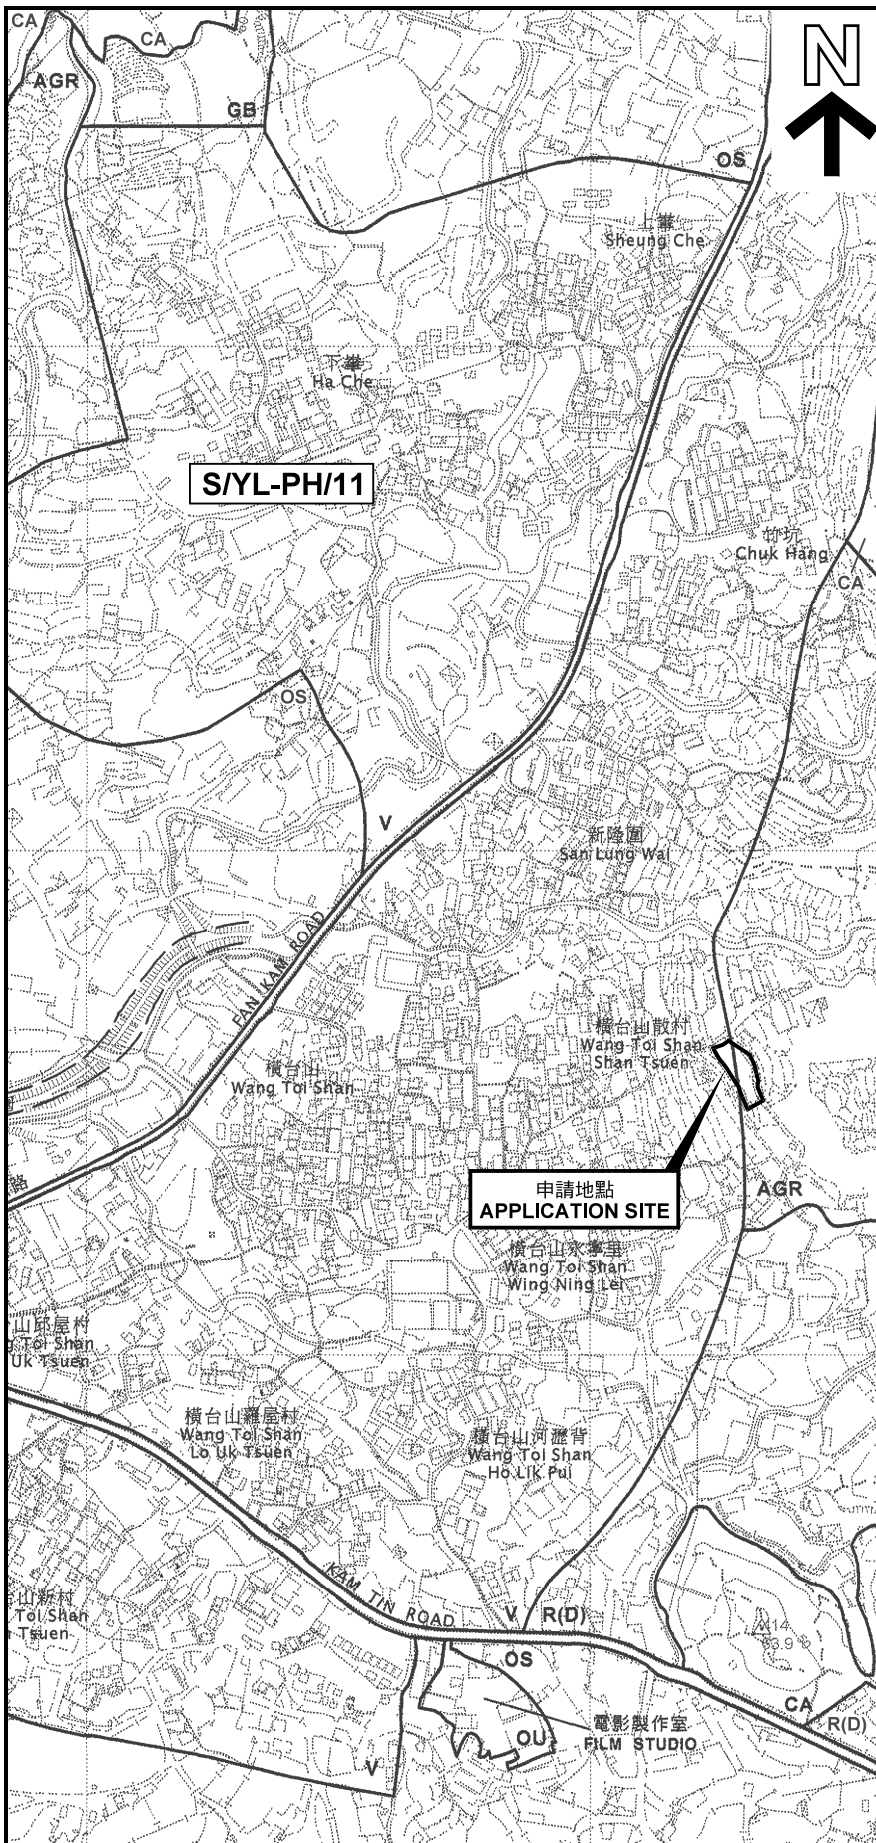 CA
CA
N
AGR
GB
OS
上輋
Sheung Che
下輋
Ha Che
S/YL-PH/11
竹坑
Chuk Hang
CA
OS
V
新隆圍
San Lung Wai
FAN KAM ROAD
橫台山散村
Wang Toi Shan
Shan Tsuen
橫台山
Wang Toi Shan
路
申請地點
APPLICATION SITE
AGR
橫台山永寧里
Wang Toi Shan
Wing Ning Lei
山邱屋村
g Toi Shan
Uk Tsuen
橫台山羅屋村
Wang Toi Shan
Lo Uk Tsuen
橫台山河瀝背
Wang Toi Shan
Ho Lik Pui
山新村
Toi Shan
Tsuen
KAM TIN ROAD
V
R(D)
OS
CA
R(D)
電影製作室
FILM STUDIO
OU
V